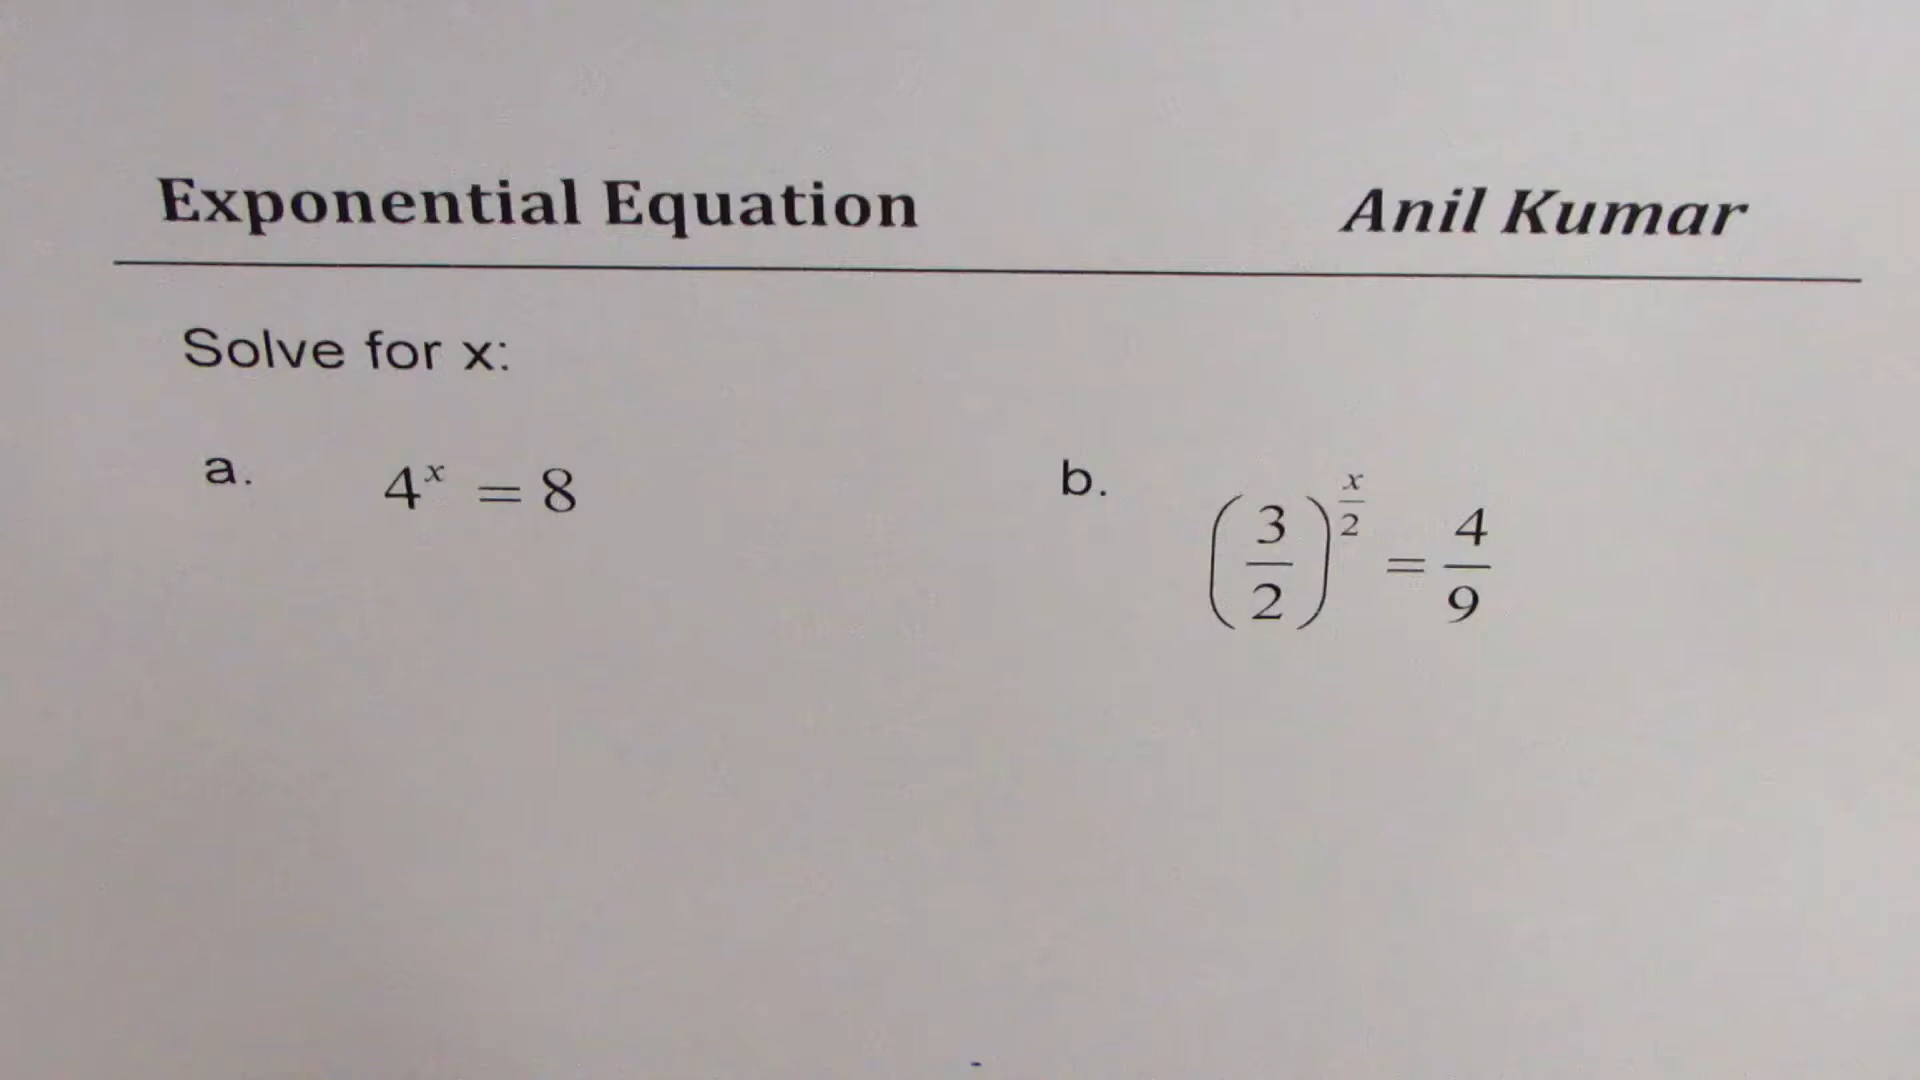 Exponential Equation Anil Kumar
Solve for x:
a. 4^x = 8 b. (3/2)^(x/2) = 4/9